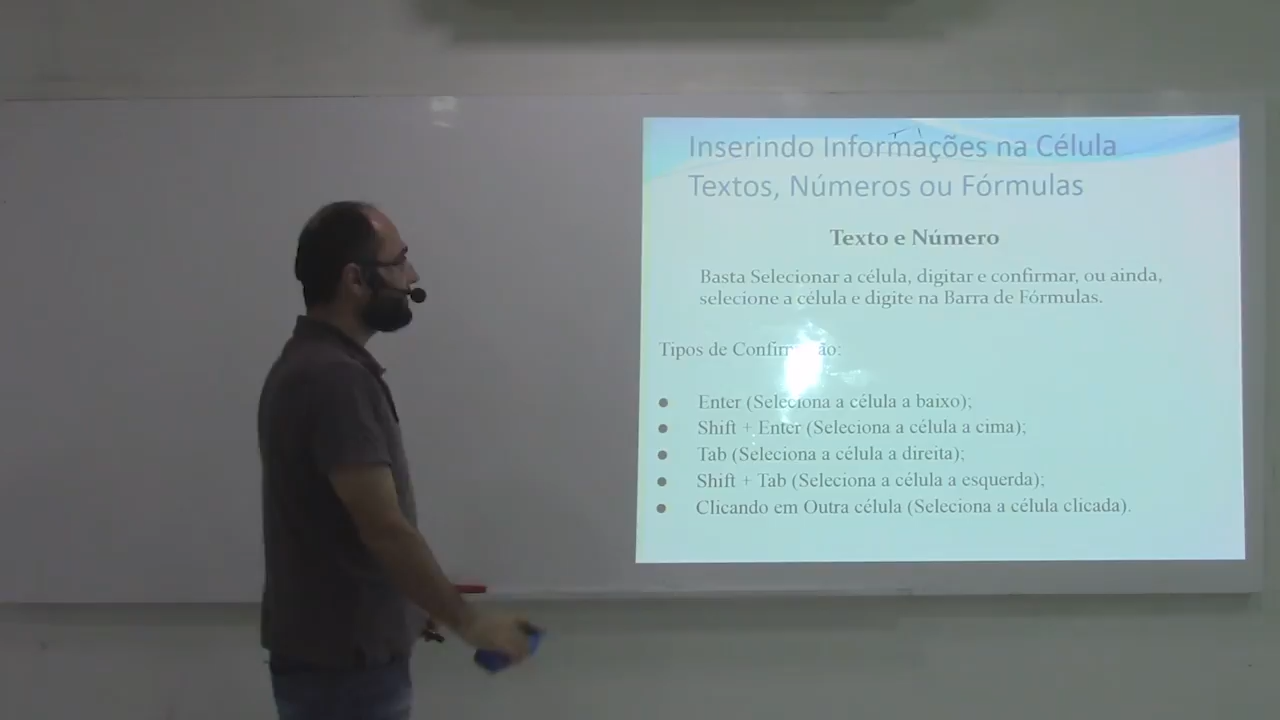 Inserindo Informações na Célula
Textos, Números ou Fórmulas
Texto e Número
Basta Selecionar a célula, digitar e confirmar, ou ainda,
selecione a célula e digite na Barra de Fórmulas.
Tipos de Confirmação:
● Enter (Seleciona a célula a baixo);
● Shift + Enter (Seleciona a célula a cima);
● Tab (Seleciona a célula a direita);
● Shift + Tab (Seleciona a célula a esquerda);
● Clicando em Outra célula (Seleciona a célula clicada).